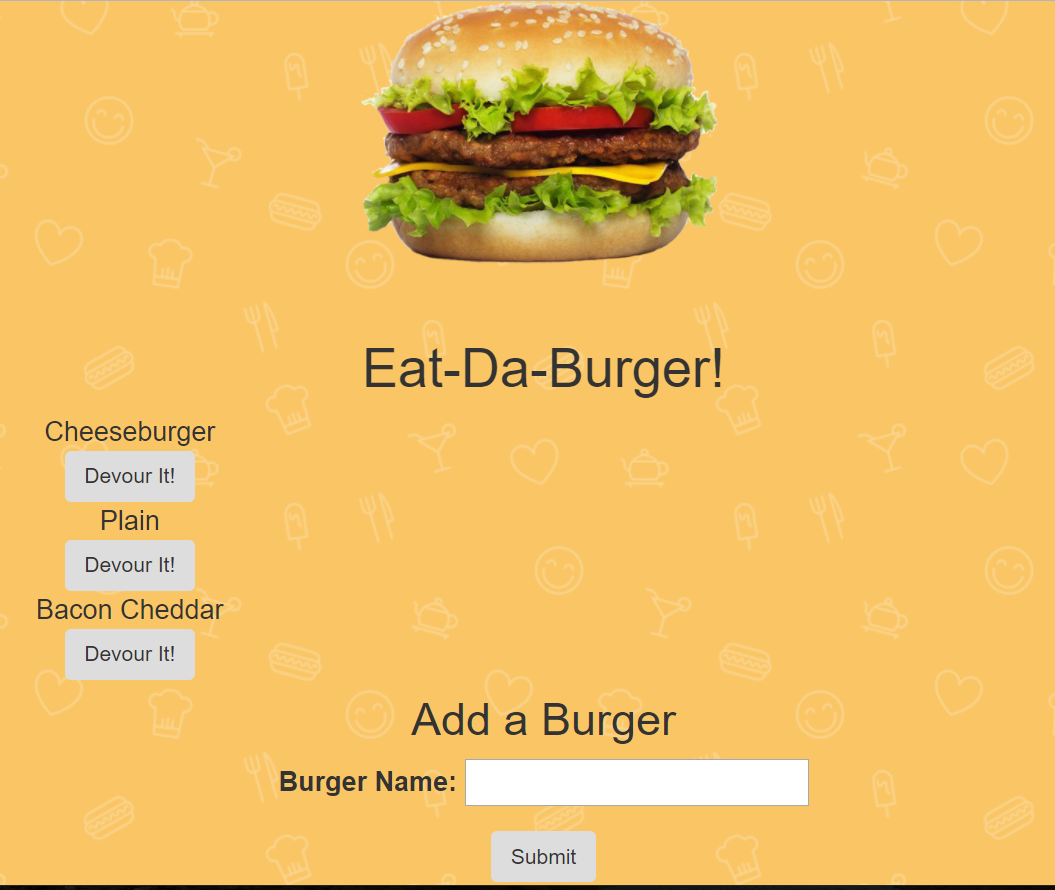 Eat-Da-Burger!
Cheeseburger
Devour It!
Plain
Devour It!
Bacon Cheddar
Devour It!
Add a Burger
Burger Name:
Submit